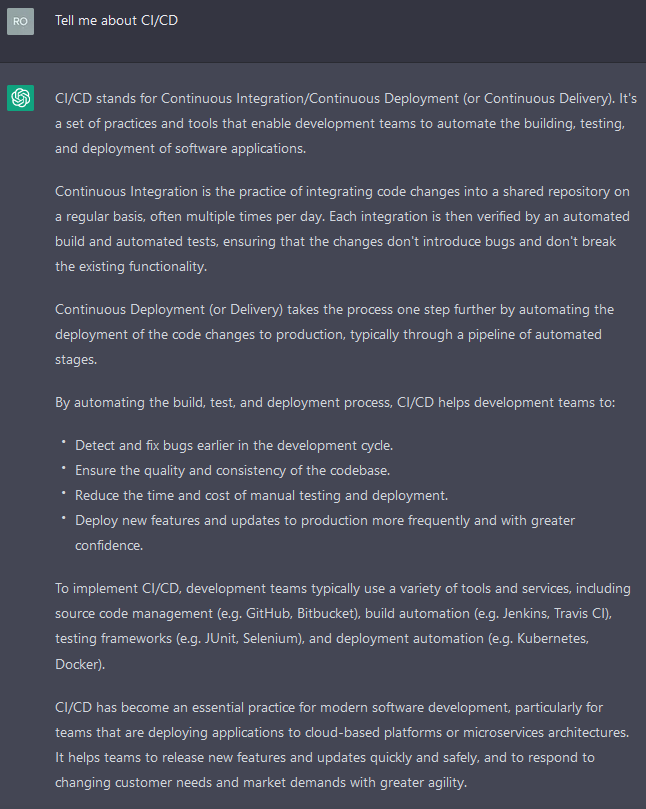 RO
Tell me about CI/CD
CI/CD stands for Continuous Integration/Continuous Deployment (or Continuous Delivery). It's
a set of practices and tools that enable development teams to automate the building, testing,
and deployment of software applications.
Continuous Integration is the practice of integrating code changes into a shared repository on
a regular basis, often multiple times per day. Each integration is then verified by an automated
build and automated tests, ensuring that the changes don't introduce bugs and don't break
the existing functionality.
Continuous Deployment (or Delivery) takes the process one step further by automating the
deployment of the code changes to production, typically through a pipeline of automated
stages.
By automating the build, test, and deployment process, CI/CD helps development teams to:
• Detect and fix bugs earlier in the development cycle.
• Ensure the quality and consistency of the codebase.
• Reduce the time and cost of manual testing and deployment.
• Deploy new features and updates to production more frequently and with greater
confidence.
To implement CI/CD, development teams typically use a variety of tools and services, including
source code management (e.g. GitHub, Bitbucket), build automation (e.g. Jenkins, Travis CI),
testing frameworks (e.g. JUnit, Selenium), and deployment automation (e.g. Kubernetes,
Docker).
CI/CD has become an essential practice for modern software development, particularly for
teams that are deploying applications to cloud-based platforms or microservices architectures.
It helps teams to release new features and updates quickly and safely, and to respond to
changing customer needs and market demands with greater agility.